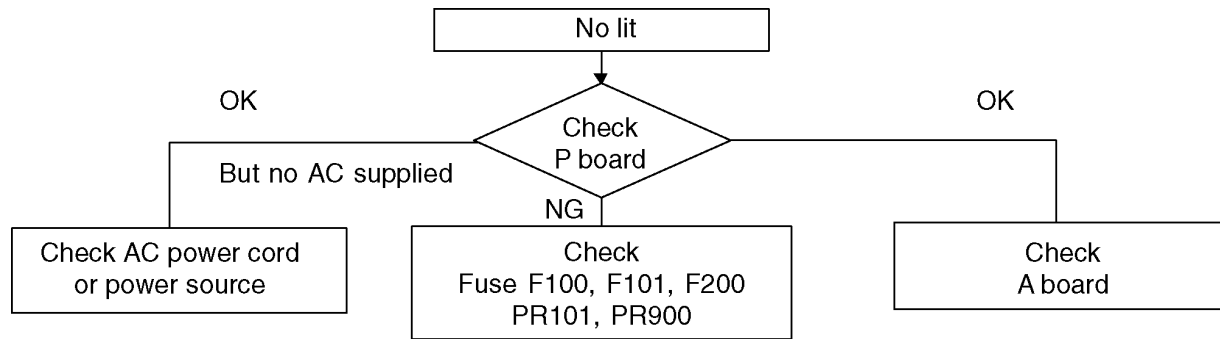 No lit
OK
OK
Check
P board
But no AC supplied
NG
Check AC power cord
or power source
Check
Fuse F100, F101, F200
PR101, PR900
Check
A board